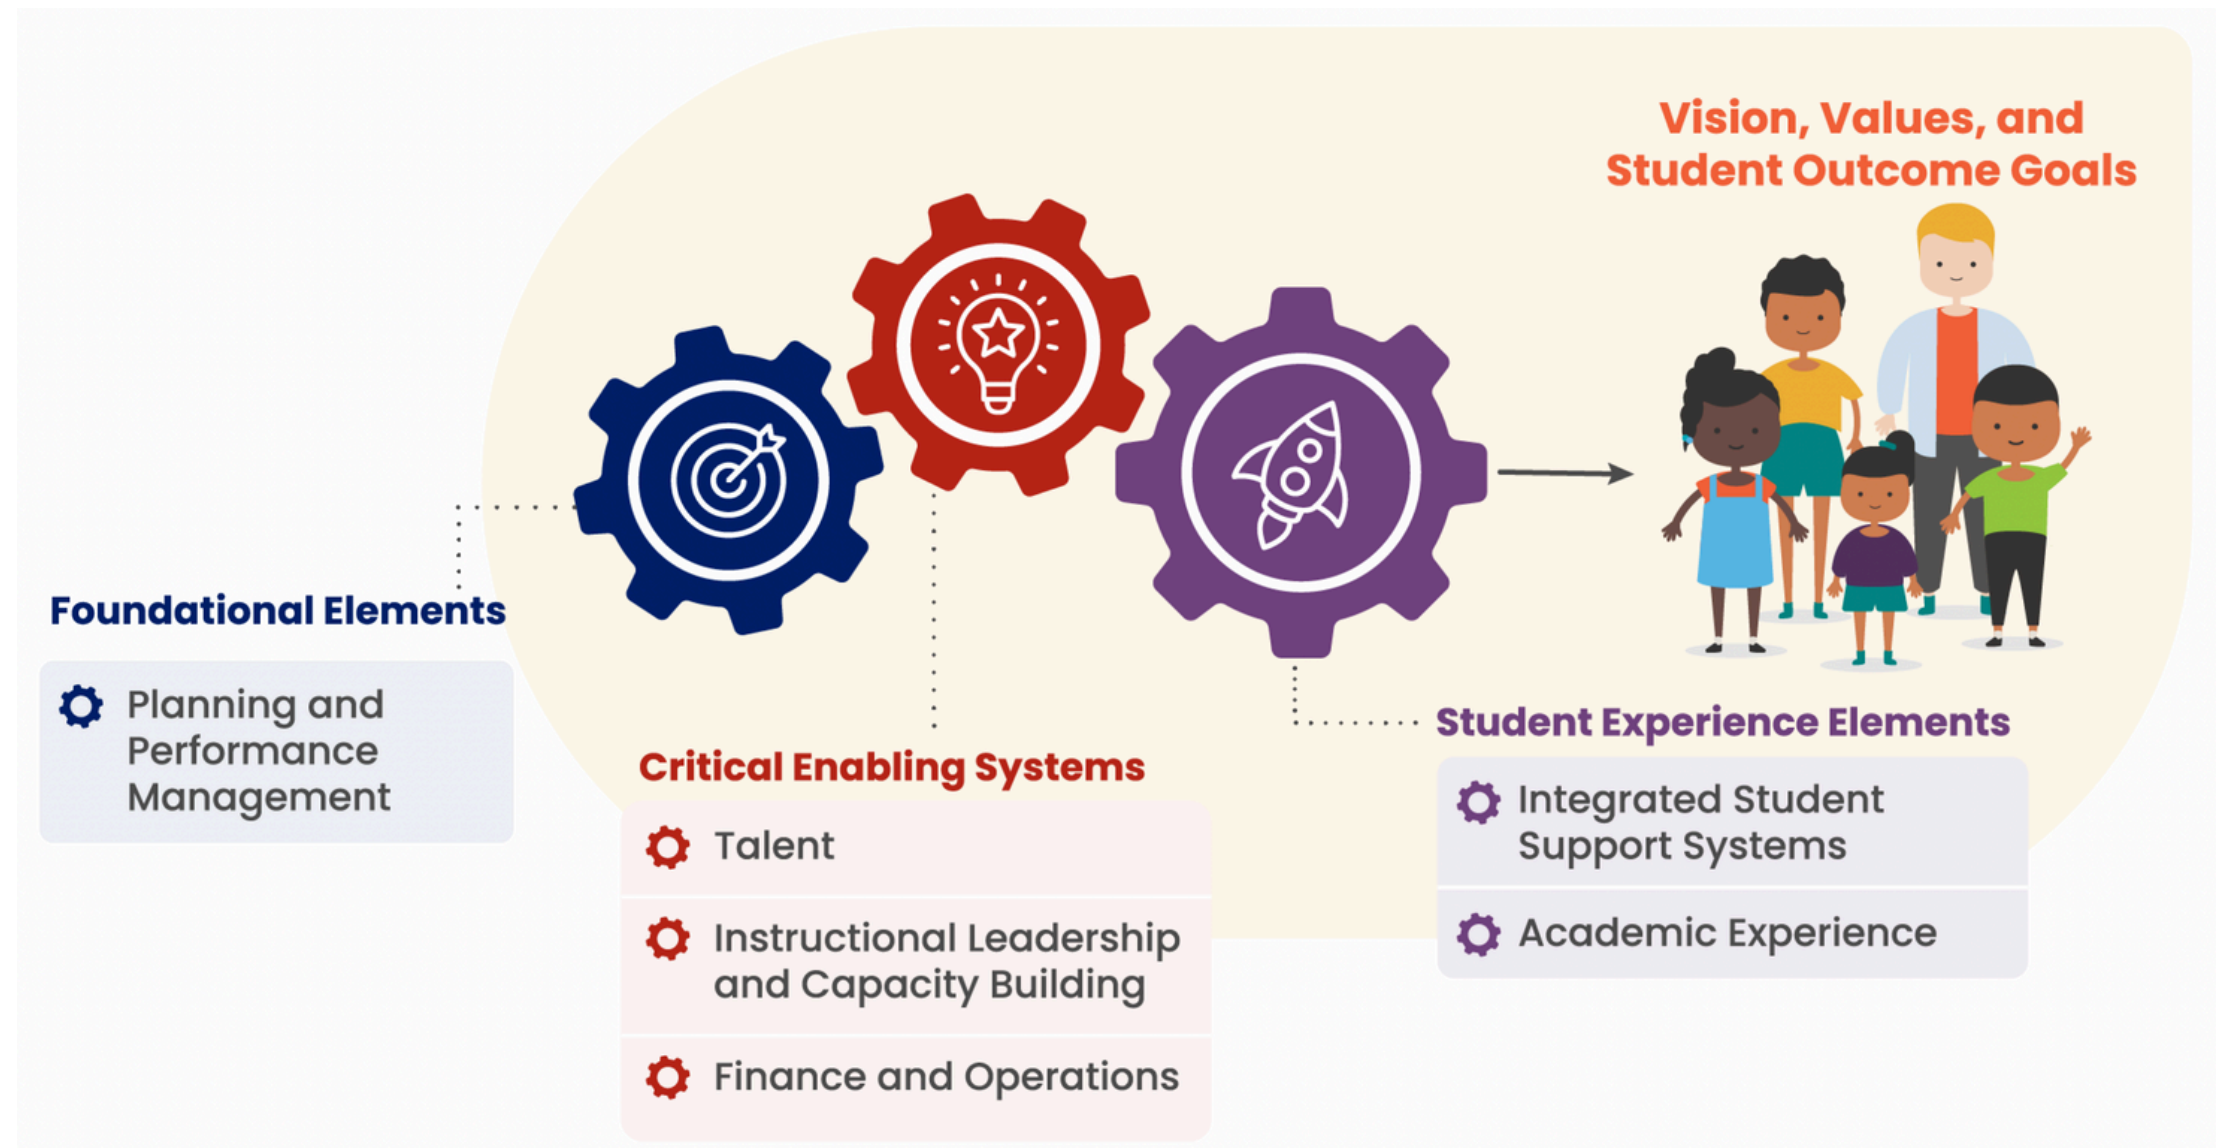 Vision, Values, and
Student Outcome Goals
Foundational Elements
Planning and
Performance
Management
Critical Enabling Systems
Talent
Instructional Leadership
and Capacity Building
Finance and Operations
Student Experience Elements
Integrated Student
Support Systems
Academic Experience